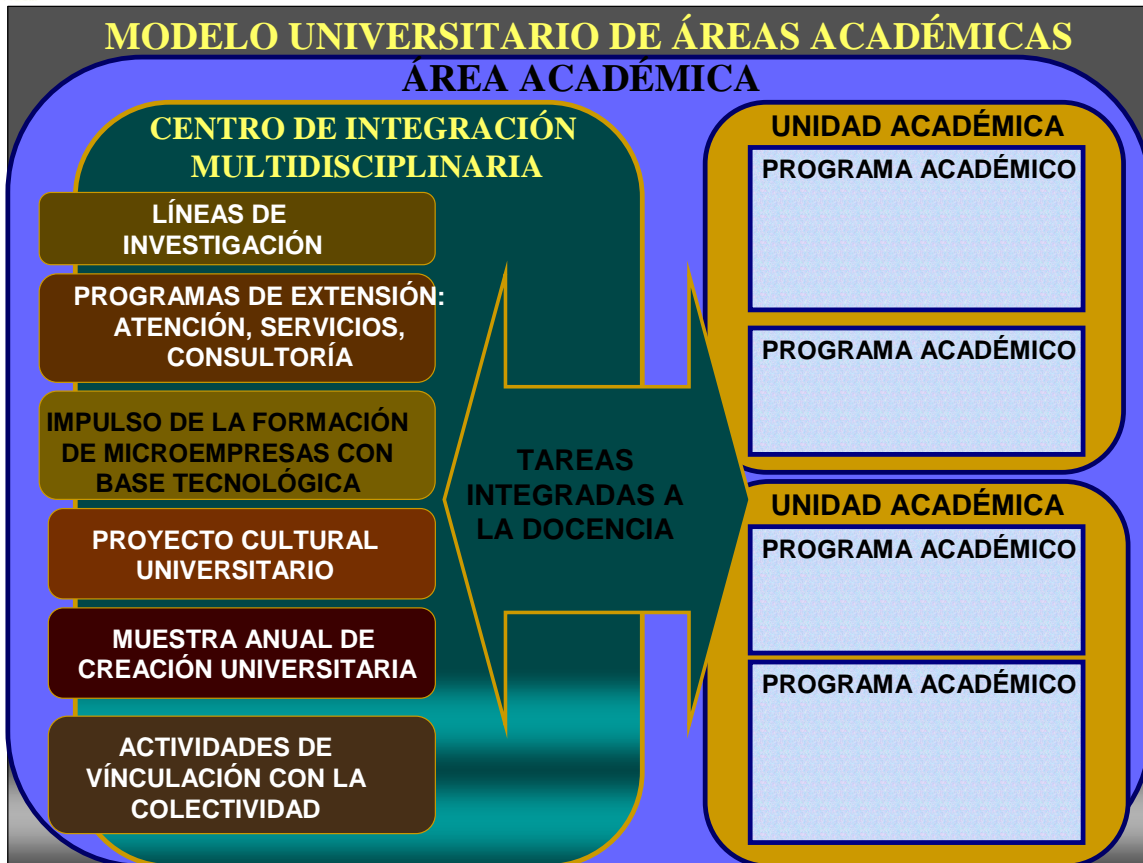 MODELO UNIVERSITARIO DE ÁREAS ACADÉMICAS
ÁREA ACADÉMICA
CENTRO DE INTEGRACIÓN
MULTIDISCIPLINARIA
LÍNEAS DE
INVESTIGACIÓN
PROGRAMAS DE EXTENSIÓN:
ATENCIÓN, SERVICIOS,
CONSULTORÍA
IMPULSO DE LA FORMACIÓN
DE MICROEMPRESAS CON
BASE TECNOLÓGICA
PROYECTO CULTURAL
UNIVERSITARIO
MUESTRA ANUAL DE
CREACIÓN UNIVERSITARIA
ACTIVIDADES DE
VÍNCULACIÓN CON LA
COLECTIVIDAD
TAREAS
INTEGRADAS A
LA DOCENCIA
UNIDAD ACADÉMICA
PROGRAMA ACADÉMICO
PROGRAMA ACADÉMICO
UNIDAD ACADÉMICA
PROGRAMA ACADÉMICO
PROGRAMA ACADÉMICO